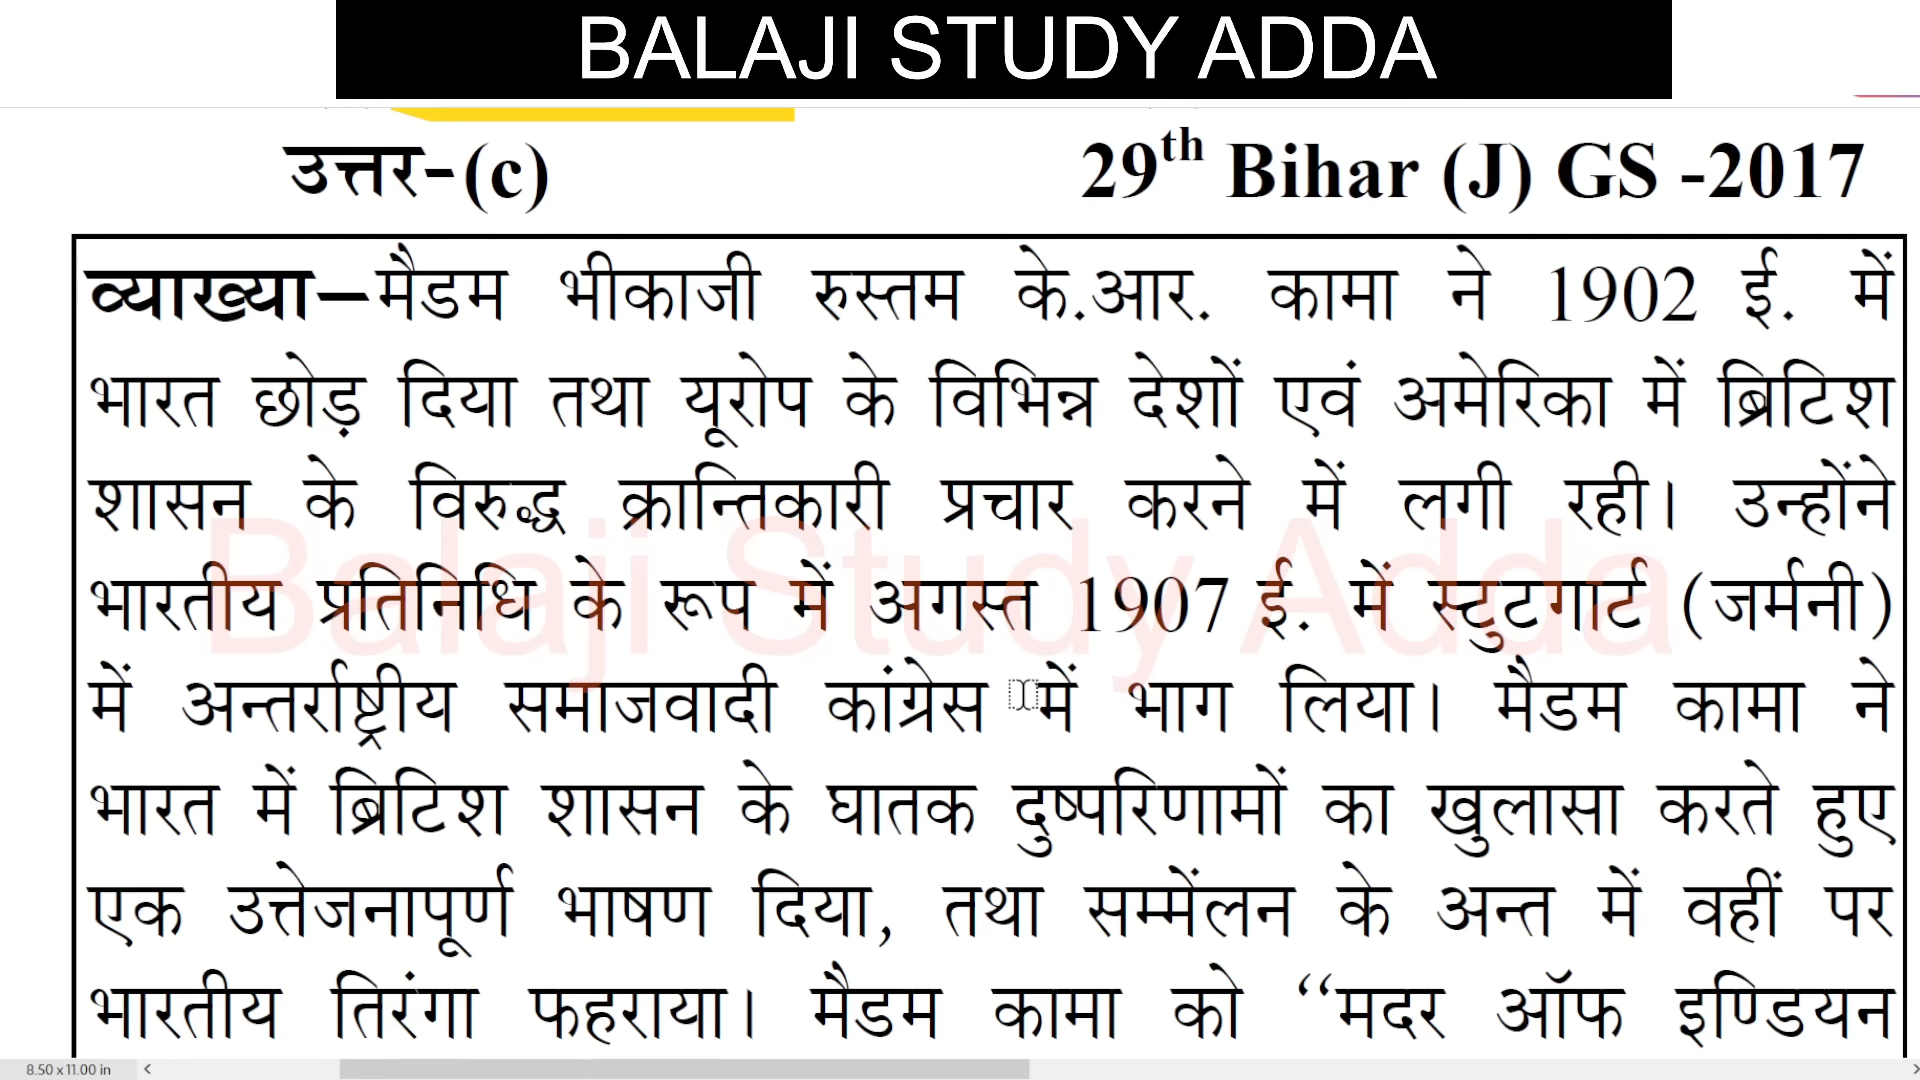 BALAJI STUDY ADDA
उत्तर-(c) 29th Bihar (J) GS -2017
व्याख्या–मैडम भीकाजी रुस्तम के.आर. कामा ने 1902 ई. में
भारत छोड़ दिया तथा यूरोप के विभिन्न देशों एवं अमेरिका में ब्रिटिश
शासन के विरुद्ध क्रान्तिकारी प्रचार करने में लगी रही। उन्होंने
भारतीय प्रतिनिधि के रूप में अगस्त 1907 ई. में स्टुटगार्ट (जर्मनी)
में अन्तर्राष्ट्रीय समाजवादी कांग्रेस में भाग लिया। मैडम कामा ने
भारत में ब्रिटिश शासन के घातक दुष्परिणामों का खुलासा करते हुए
एक उत्तेजनापूर्ण भाषण दिया, तथा सम्मेंलन के अन्त में वहीं पर
भारतीय तिरंगा फहराया। मैडम कामा को “मदर ऑफ इण्डियन
Balaji Study Adda
8.50 x 11.00 in